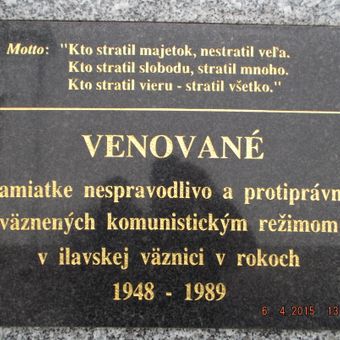 Motto: "Kto stratil majetok, nestratil veľa.
Kto stratil slobodu, stratil mnoho.
Kto stratil vieru - stratil všetko."
VENOVANÉ
amiatke nespravodlivo a protiprávn
väznených komunistickým režimom
v ilavskej väznici v rokoch
1948 - 1989
6. 4.2015 13